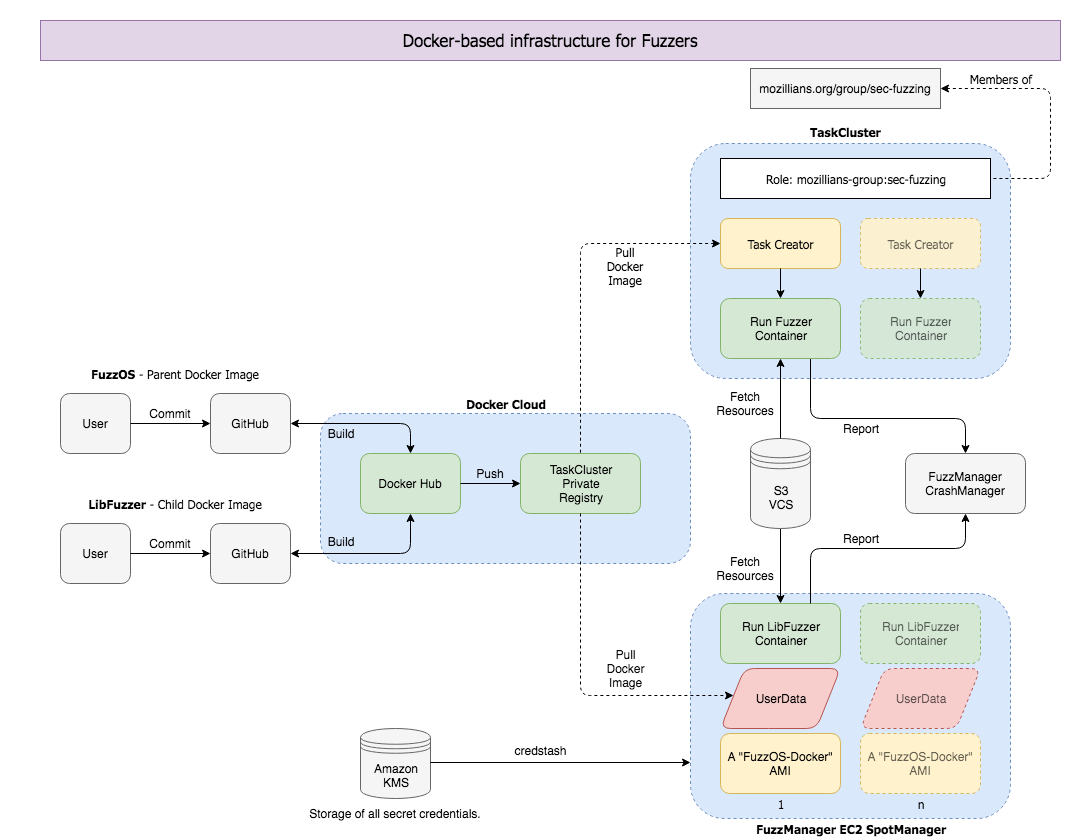 Docker-based infrastructure for Fuzzers
mozillians.org/group/sec-fuzzing
Members of
TaskCluster
Role: mozillians-group:sec-fuzzing
Task Creator
Task Creator
Pull
Docker
Image
Run Fuzzer
Container
Run Fuzzer
Container
FuzzOS - Parent Docker Image
User
Commit
GitHub
Build
Docker Cloud
Docker Hub
Push
TaskCluster
Private
Registry
Fetch
Resources
Report
S3
VCS
FuzzManager
CrashManager
LibFuzzer - Child Docker Image
User
Commit
GitHub
Build
Fetch
Resources
Report
Run LibFuzzer
Container
Run LibFuzzer
Container
Pull
Docker
Image
UserData
UserData
A "FuzzOS-Docker"
AMI
A "FuzzOS-Docker"
AMI
1
n
FuzzManager EC2 SpotManager
Amazon
KMS
credstash
Storage of all secret credentials.